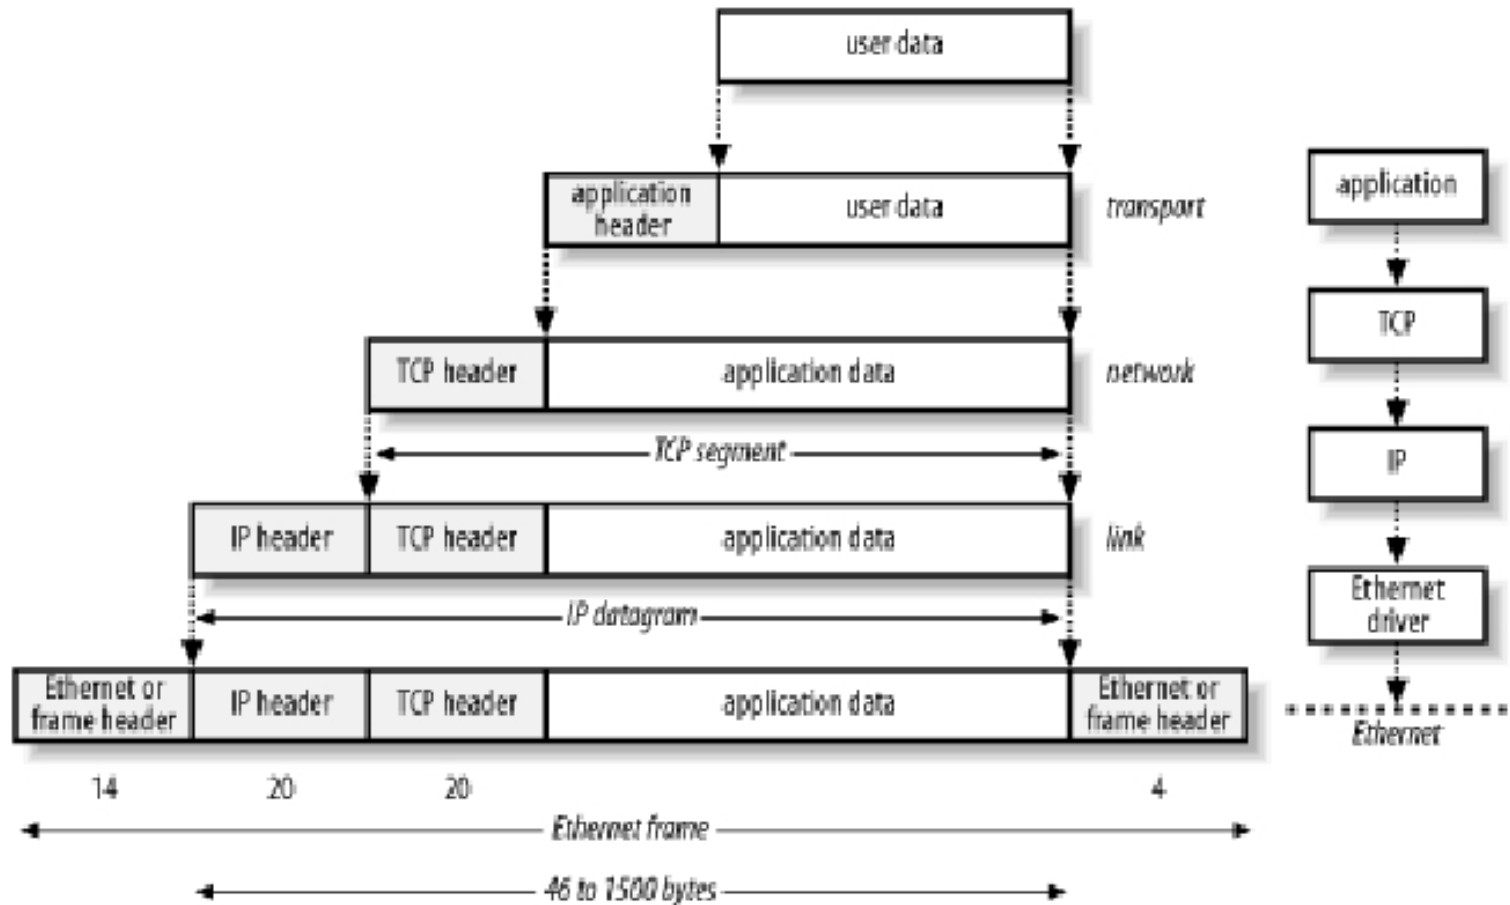 user data
application
header
user data
transport
application
TCP header
application data
network
TCP
TCP segment
IP header
TCP header
application data
link
IP
IP datagram
Ethernet
driver
Ethernet or
frame header
IP header
TCP header
application data
Ethernet or
frame header
Ethernet
14
20
20
4
Ethernet frame
46 to 1500 bytes